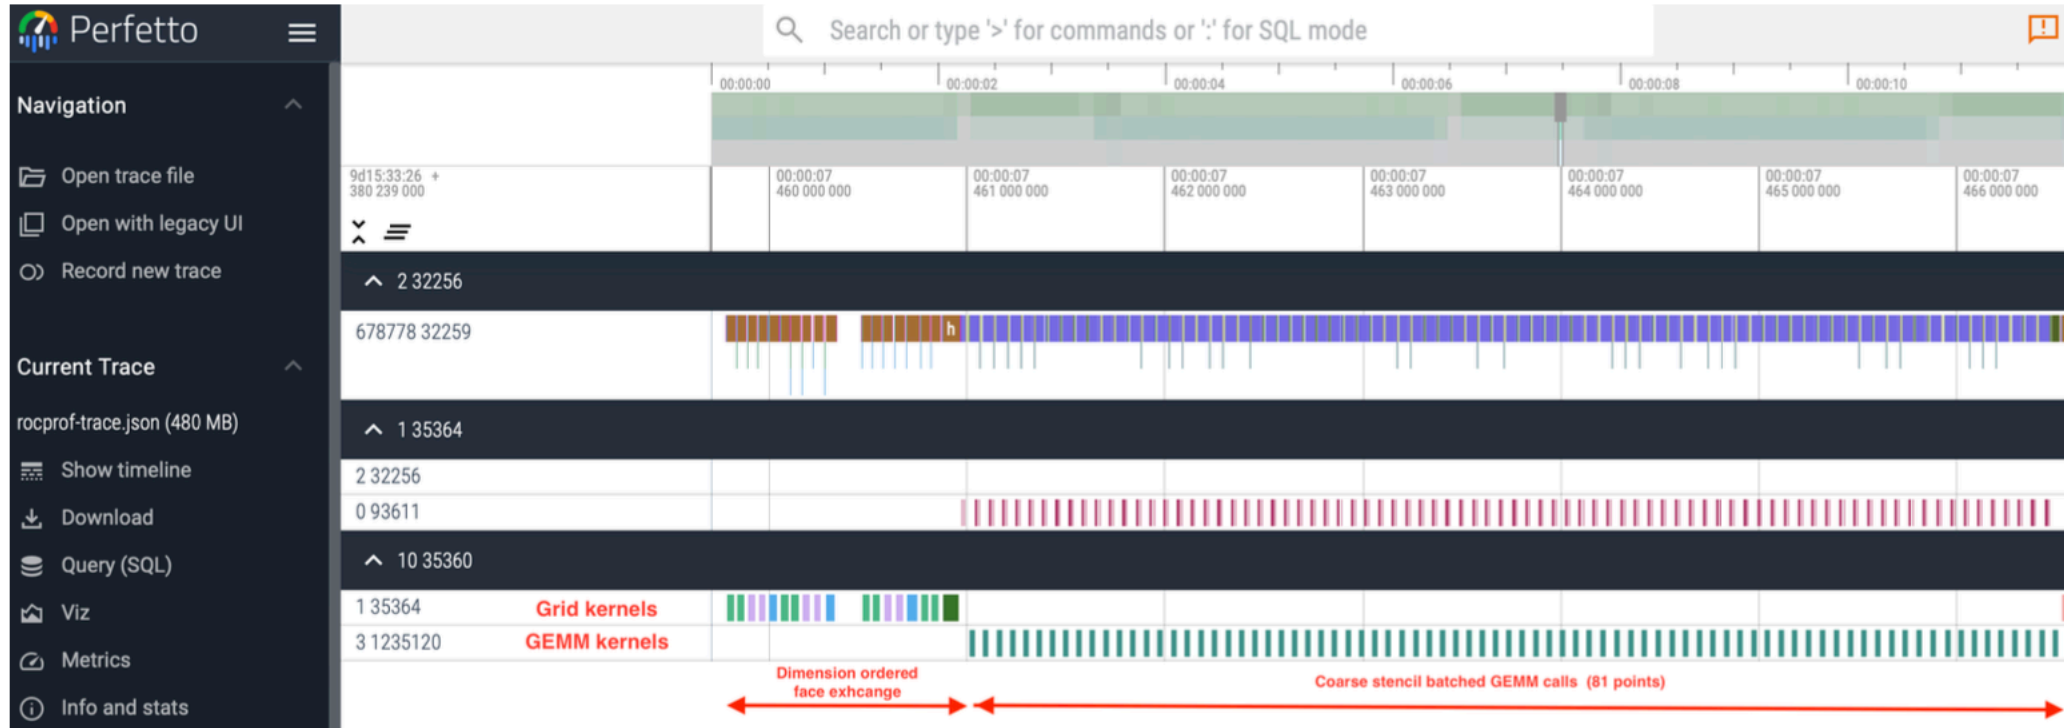 Perfetto
Search or type '>' for commands or ':' for SQL mode
Navigation
Open trace file
Open with legacy UI
Record new trace
Current Trace
rocprof-trace.json (480 MB)
Show timeline
Download
Query (SQL)
Viz
Metrics
Info and stats
00:00:00 00:00:02 00:00:04 00:00:06 00:00:08 00:00:10
9d15:33:26 + 00:00:07 00:00:07 00:00:07 00:00:07 00:00:07 00:00:07 00:00:07
380 239 000 460 000 000 461 000 000 462 000 000 463 000 000 464 000 000 465 000 000 466 000 000
2 32256
678778 32259 h
1 35364
2 32256
0 93611
10 35360
1 35364 Grid kernels
3 1235120 GEMM kernels
Dimension ordered
face exhcange
Coarse stencil batched GEMM calls (81 points)